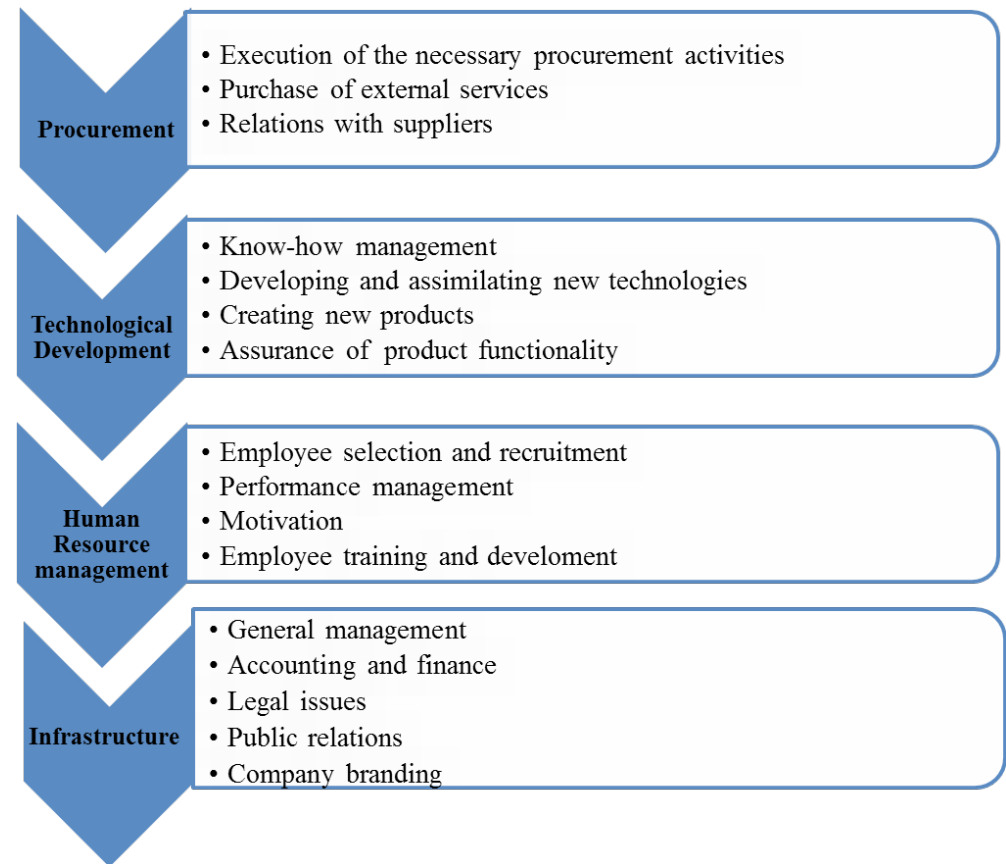 Procurement
• Execution of the necessary procurement activities
• Purchase of external services
• Relations with suppliers
Technological
Development
• Know-how management
• Developing and assimilating new technologies
• Creating new products
• Assurance of product functionality
Human
Resource
management
• Employee selection and recruitment
• Performance management
• Motivation
• Employee training and develoment
Infrastructure
• General management
• Accounting and finance
• Legal issues
• Public relations
• Company branding